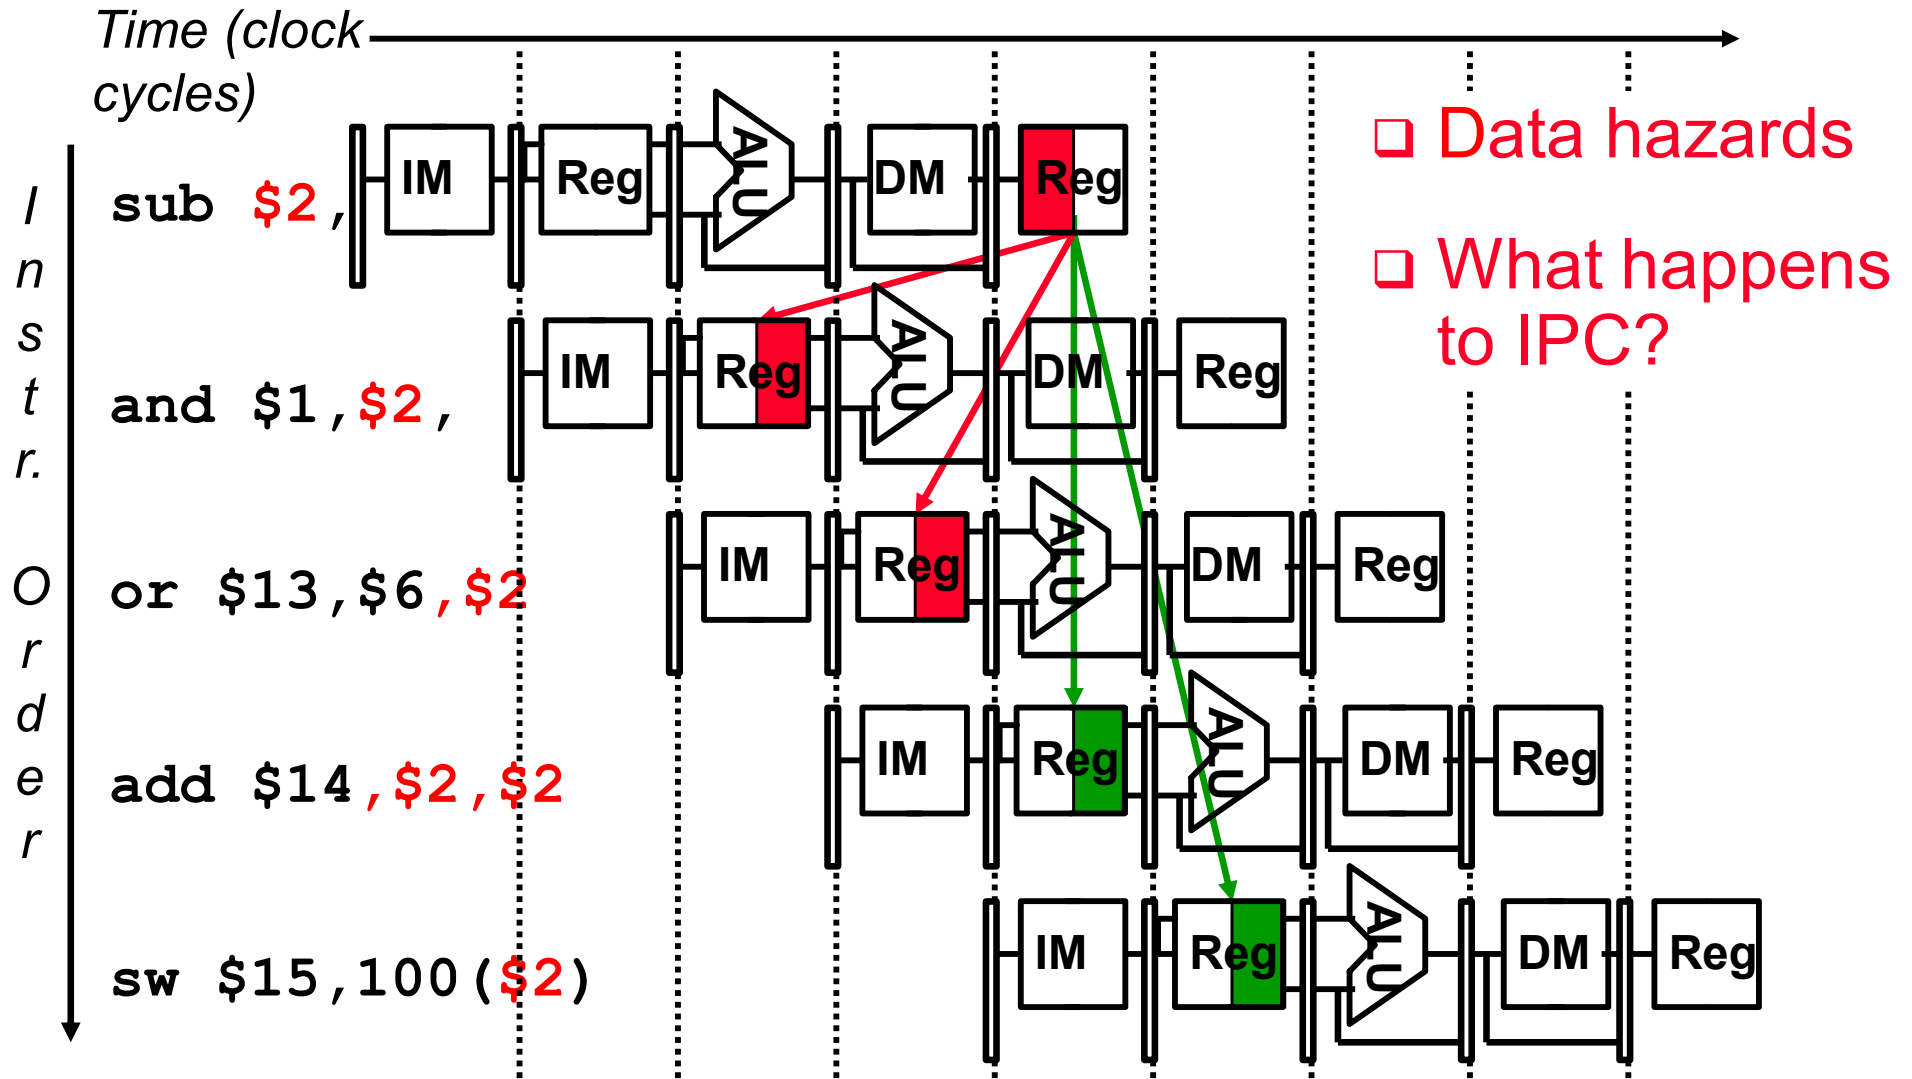 Time (clock
cycles)
Instr. Order
❑ Data hazards
❑ What happens
to IPC?
sub $2,
IM Reg ALU DM Reg
and $1,$2,
IM Reg ALU DM Reg
or $13,$6,$2
IM Reg ALU DM Reg
add $14,$2,$2
IM Reg ALU DM Reg
sw $15,100($2)
IM Reg ALU DM Reg